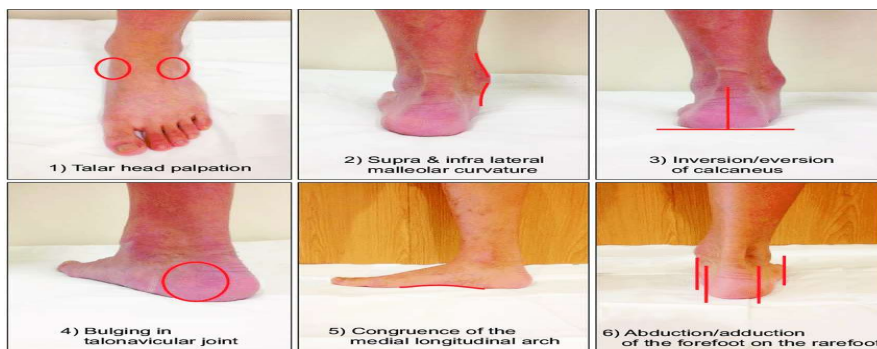 1) Talar head palpation
2) Supra & infra lateral
malleolar curvature
3) Inversion/eversion
of calcaneus
4) Bulging in
talonavicular joint
5) Congruence of the
medial longitudinal arch
6) Abduction/adduction
of the forefoot on the rarefoot